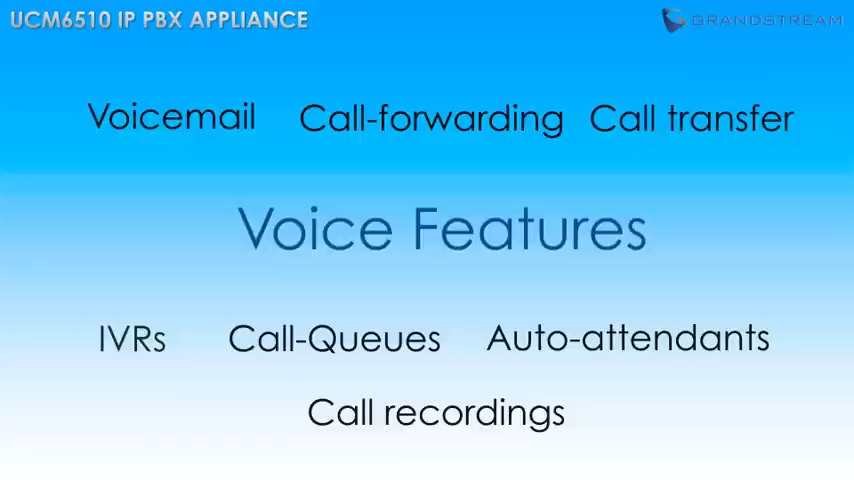 UCM6510 IP PBX APPLIANCE
GRANDSTREAM
Voicemail Call-forwarding Call transfer
Voice Features
IVRs Call-Queues Auto-attendants
Call recordings